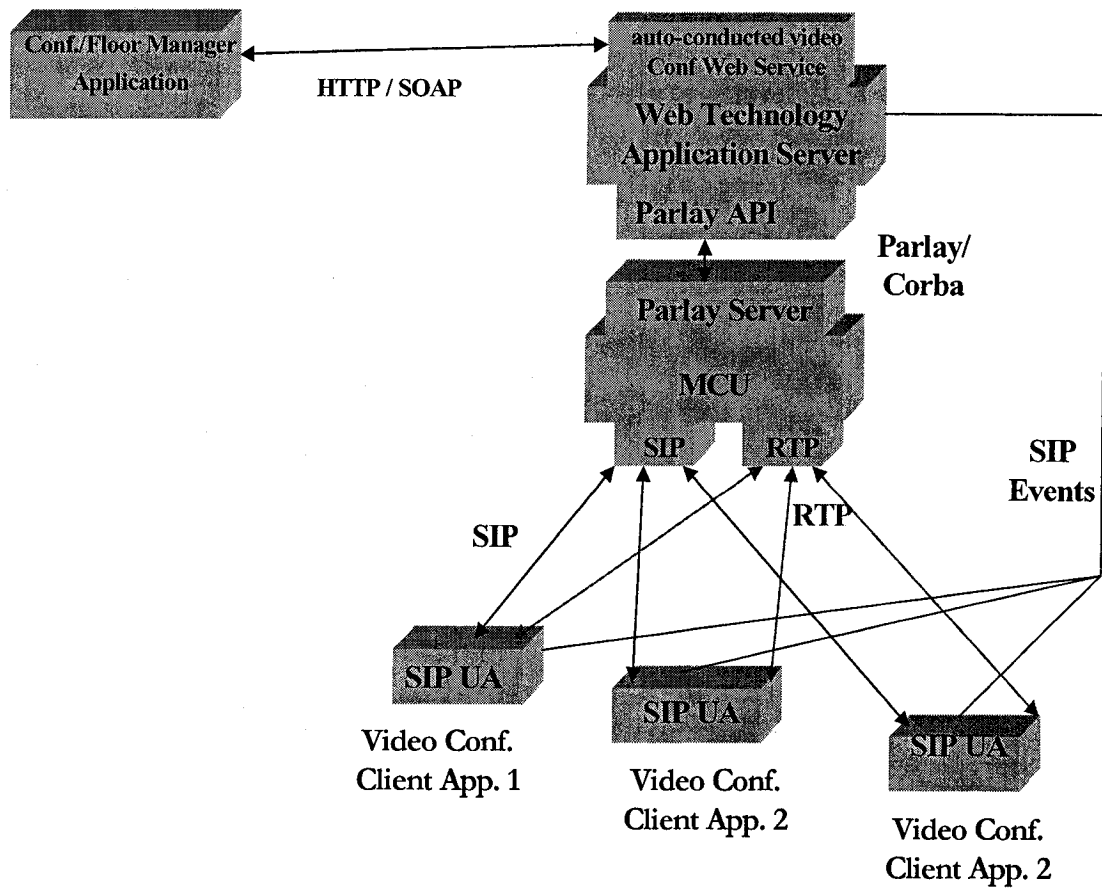 Conf./Floor Manager
Application
HTTP / SOAP
auto-conducted video
Conf Web Service
Web Technology
Application Server
Parlay API
Parlay/
Corba
Parlay Server
MCU
SIP
RTP
SIP
Events
SIP
RTP
SIP UA
Video Conf.
Client App. 1
SIP UA
Video Conf.
Client App. 2
SIP UA
Video Conf.
Client App. 2